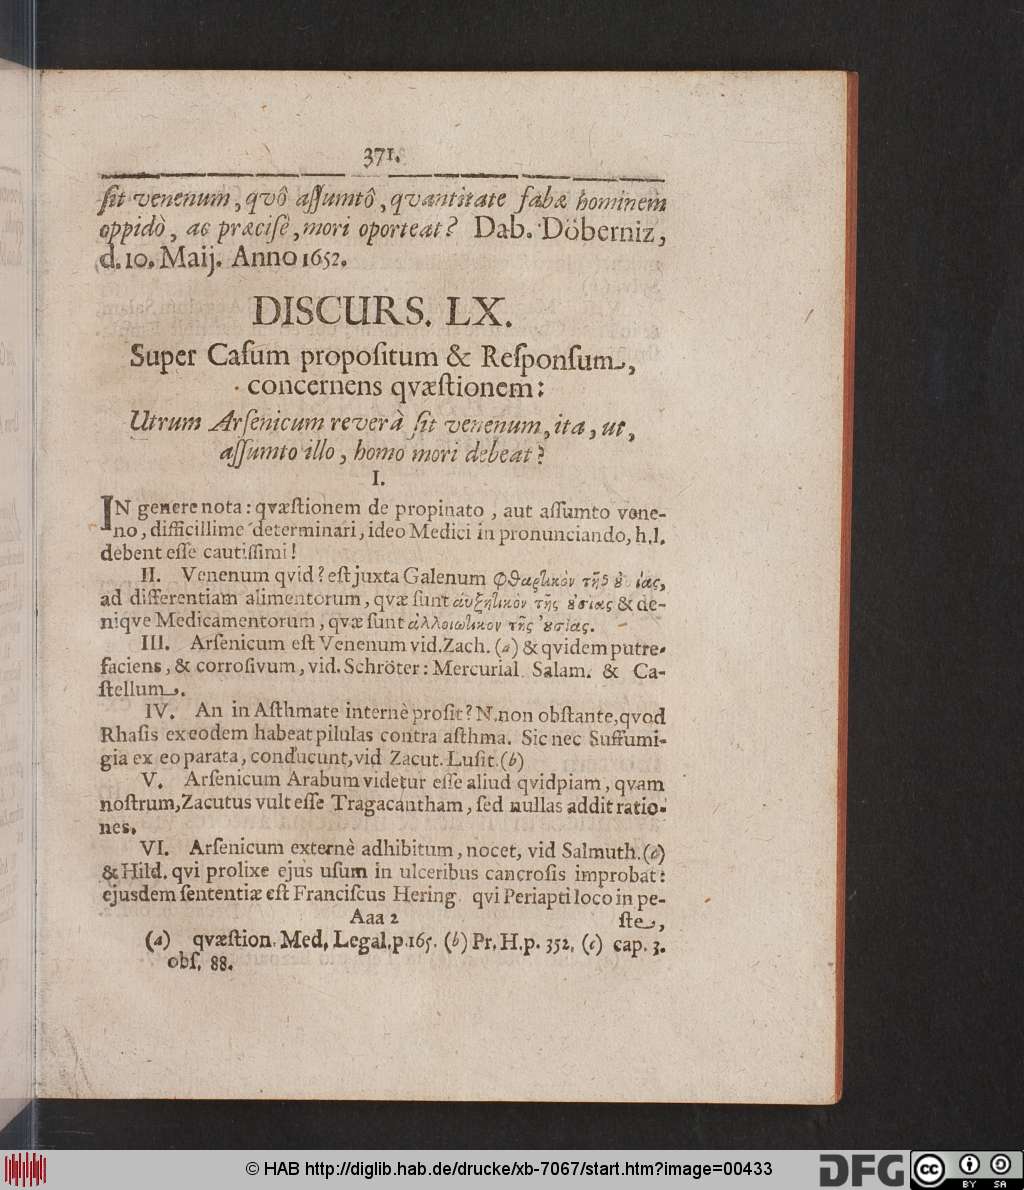 371.
ſit venenum, qvô aſſumtô, qvantitate fabæ hominem
oppidò, ac præcisè, mori oporteat? Dab. Döberniz,
d. 10. Maij. Anno 1652.
DISCURS. LX.
Super Caſum propoſitum & Reſponſum,
concernens qvæſtionem:
Utrum Arſenicum reverà ſit venenum, ita, ut,
aſſumto illo, homo mori debeat?
I.
IN genere nota: qvæſtionem de propinato, aut aſſumto vene-
no, difficillime determinari, ideo Medici in pronunciando, h.l.
debent eſſe cautiſſimi!
II. Venenum qvid? eſt juxta Galenum φθαρτικὸν τῆς
ad differentiam alimentorum, qvæ ſunt ἀυξητικὸν τῆς ȣσίας & de-
niqve Medicamentorum, qvæ ſunt ἀλλοιωτικον τῆς ȣσίας.
III. Arſenicum eſt Venenum vid. Zach. (a) & qvidem putre-
faciens, & corroſivum, vid. Schröter: Mercurial. Salam. & Ca-
ſtellum.
IV. An in Aſthmate internè proſit? N. non obſtante, qvod
Rhaſis ex eodem habeat pilulas contra aſthma. Sic nec Suffumi-
gia ex eo parata, conducunt, vid Zacut. Luſit. (b)
V. Arſenicum Arabum videtur eſſe aliud qvidpiam, qvam
noſtrum, Zacutus vult eſſe Tragacantham, ſed nullas addit ratio-
nes.
VI. Arſenicum externè adhibitum, nocet, vid Salmuth. (c)
& Hild. qvi prolixe ejus uſum in ulceribus cancroſis improbat:
ejusdem ſententiæ eſt Franciſcus Hering. qvi Periapti loco in pe-
Aaa 2 ſte,
(a) qvæſtion. Med. Legal. p. 165. (b) Pr. H. p. 352. (c) cap. 3.
obſ. 88.
© HAB http://diglib.hab.de/drucke/xb-7067/start.htm?image=00433
DFG cc BY SA